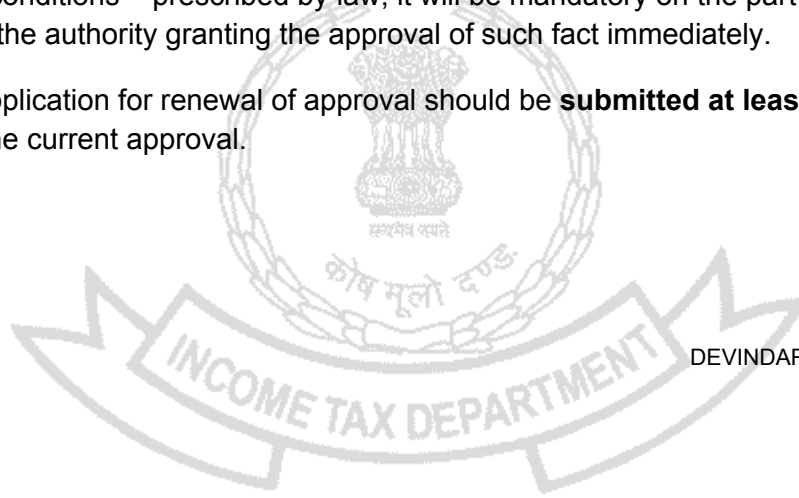 conditions – prescribed by law, it will be mandatory on the part
the authority granting the approval of such fact immediately.
pplication for renewal of approval should be submitted at leas
he current approval.
सत्यमेव जयते
कोष मूलो दण्ड
DEVINDAR
INCOME TAX DEPARTMENT